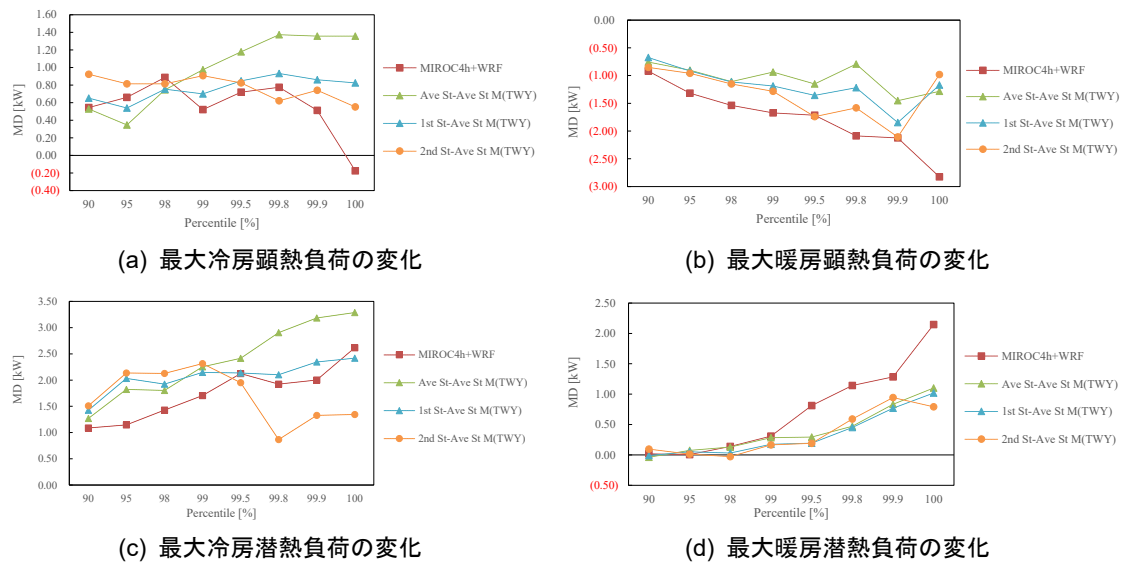 1.60
1.40
1.20
1.00
0.80
0.60
0.40
0.20
0.00
(0.20)
(0.40)
MD [kW]
90 95 98 99 99.5 99.8 99.9 100
Percentile [%]
MIROC4h+WRF
Ave St-Ave St M(TWY)
1st St-Ave St M(TWY)
2nd St-Ave St M(TWY)
(a) 最大冷房顕熱負荷の変化
0.00
(0.50)
(1.00)
(1.50)
(2.00)
(2.50)
(3.00)
MD [kW]
90 95 98 99 99.5 99.8 99.9 100
Percentile [%]
MIROC4h+WRF
Ave St-Ave St M(TWY)
1st St-Ave St M(TWY)
2nd St-Ave St M(TWY)
(b) 最大暖房顕熱負荷の変化
3.50
3.00
2.50
2.00
1.50
1.00
0.50
0.00
MD [kW]
90 95 98 99 99.5 99.8 99.9 100
Percentile [%]
MIROC4h+WRF
Ave St-Ave St M(TWY)
1st St-Ave St M(TWY)
2nd St-Ave St M(TWY)
(c) 最大冷房潜熱負荷の変化
2.50
2.00
1.50
1.00
0.50
0.00
(0.50)
MD [kW]
90 95 98 99 99.5 99.8 99.9 100
Percentile [%]
MIROC4h+WRF
Ave St-Ave St M(TWY)
1st St-Ave St M(TWY)
2nd St-Ave St M(TWY)
(d) 最大暖房潜熱負荷の変化